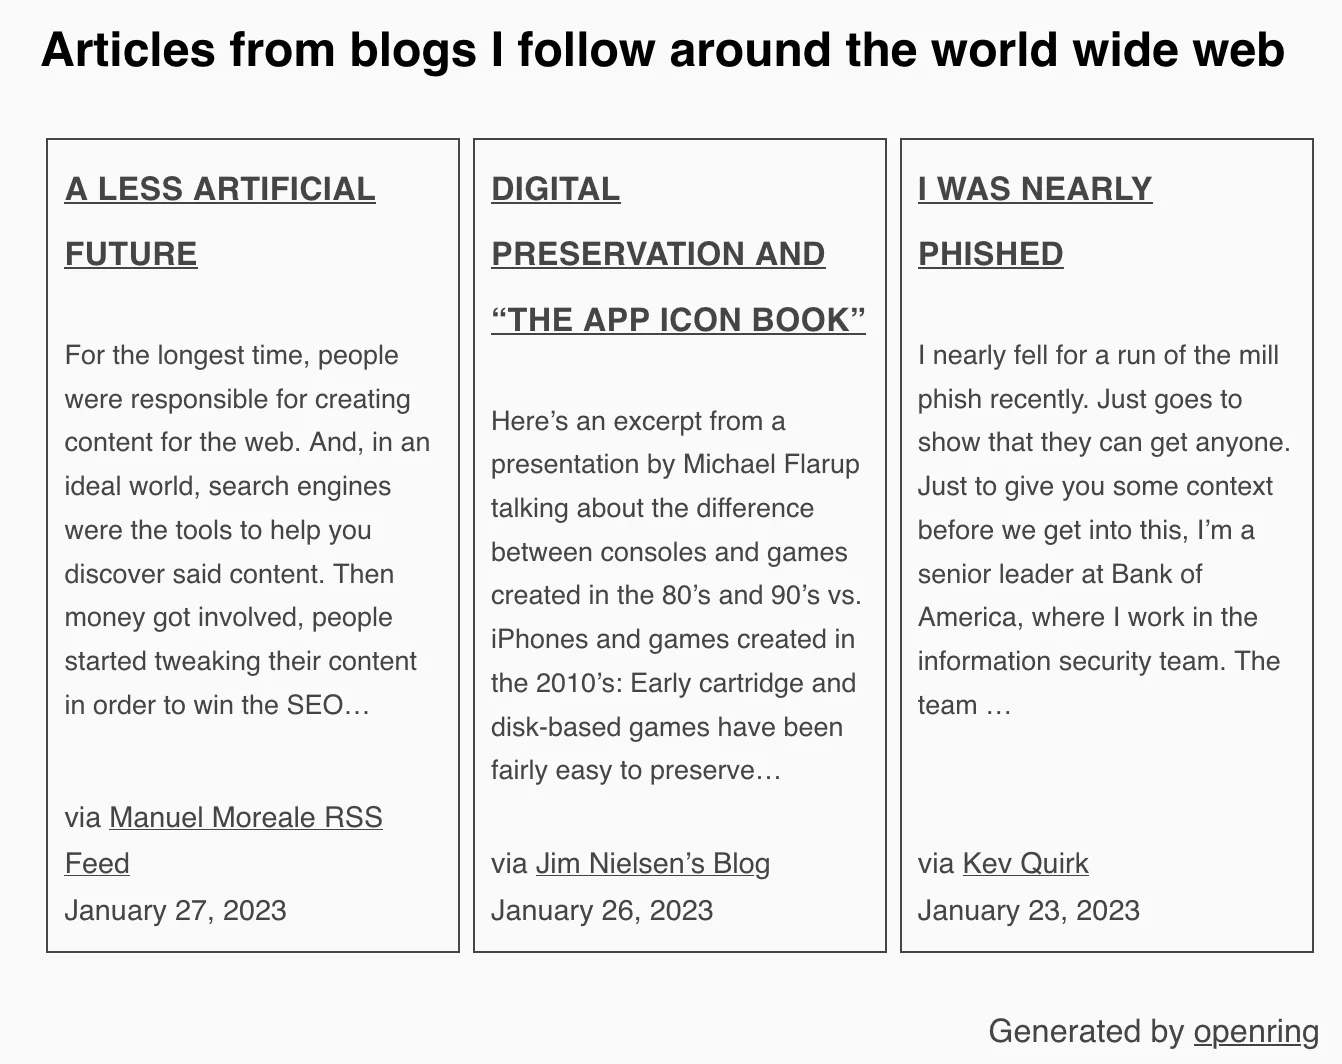 Articles from blogs I follow around the world wide web
A LESS ARTIFICIAL
FUTURE
For the longest time, people
were responsible for creating
content for the web. And, in an
ideal world, search engines
were the tools to help you
discover said content. Then
money got involved, people
started tweaking their content
in order to win the SEO…
via Manuel Moreale RSS
Feed
January 27, 2023
DIGITAL
PRESERVATION AND
“THE APP ICON BOOK”
Here’s an excerpt from a
presentation by Michael Flarup
talking about the difference
between consoles and games
created in the 80’s and 90’s vs.
iPhones and games created in
the 2010’s: Early cartridge and
disk-based games have been
fairly easy to preserve…
via Jim Nielsen’s Blog
January 26, 2023
I WAS NEARLY
PHISHED
I nearly fell for a run of the mill
phish recently. Just goes to
show that they can get anyone.
Just to give you some context
before we get into this, I’m a
senior leader at Bank of
America, where I work in the
information security team. The
team …
via Kev Quirk
January 23, 2023
Generated by openring